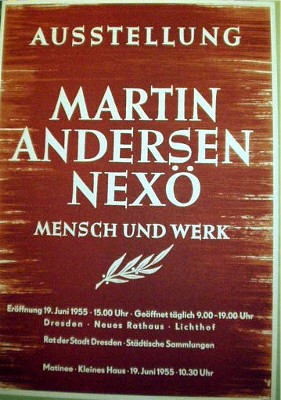 AUSSTELLUNG
MARTIN
ANDERSEN
NEXÖ
MENSCH UND WERK
Eröffnung 19. Juni 1955 · 15.00 Uhr · Geöffnet täglich 9.00-19.00 Uhr
Dresden · Neues Rathaus · Lichthof
Rat der Stadt Dresden · Städtische Sammlungen
Matinee · Kleines Haus · 19. Juni 1955 · 10.30 Uhr